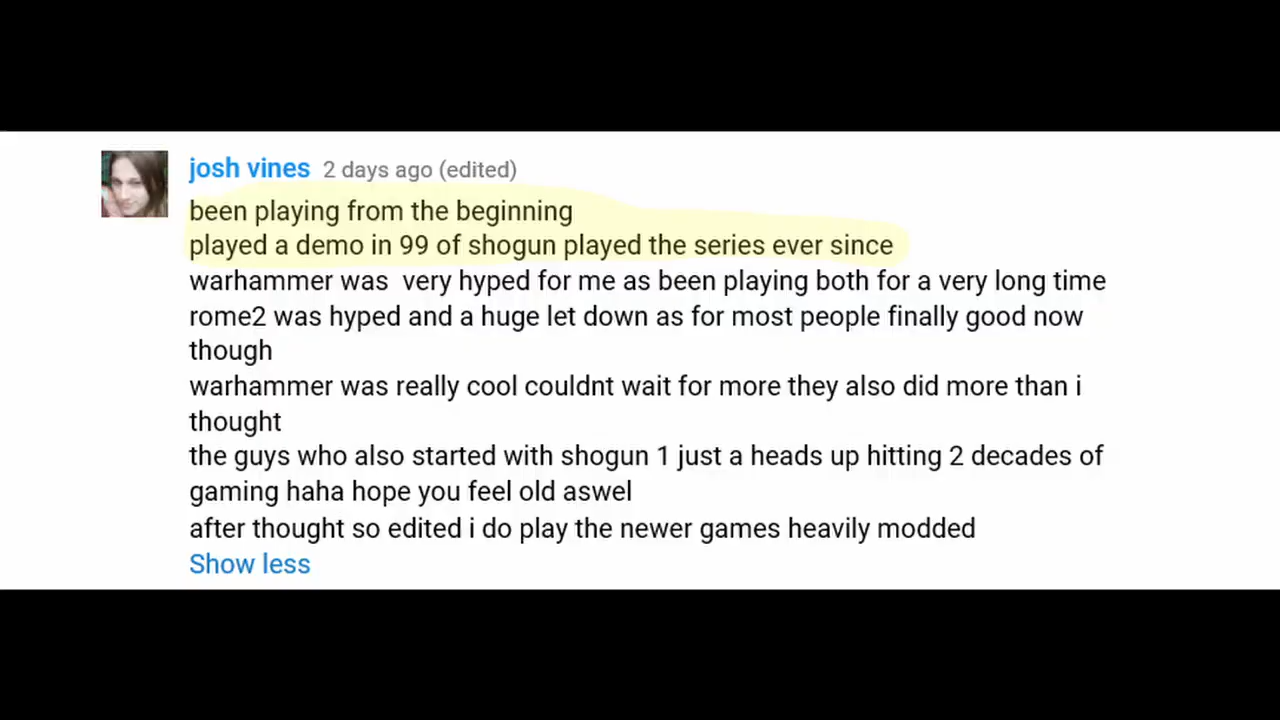 josh vines 2 days ago (edited)
been playing from the beginning
played a demo in 99 of shogun played the series ever since
warhammer was  very hyped for me as been playing both for a very long time
rome2 was hyped and a huge let down as for most people finally good now
though
warhammer was really cool couldnt wait for more they also did more than i
thought
the guys who also started with shogun 1 just a heads up hitting 2 decades of
gaming haha hope you feel old aswel
after thought so edited i do play the newer games heavily modded
Show less